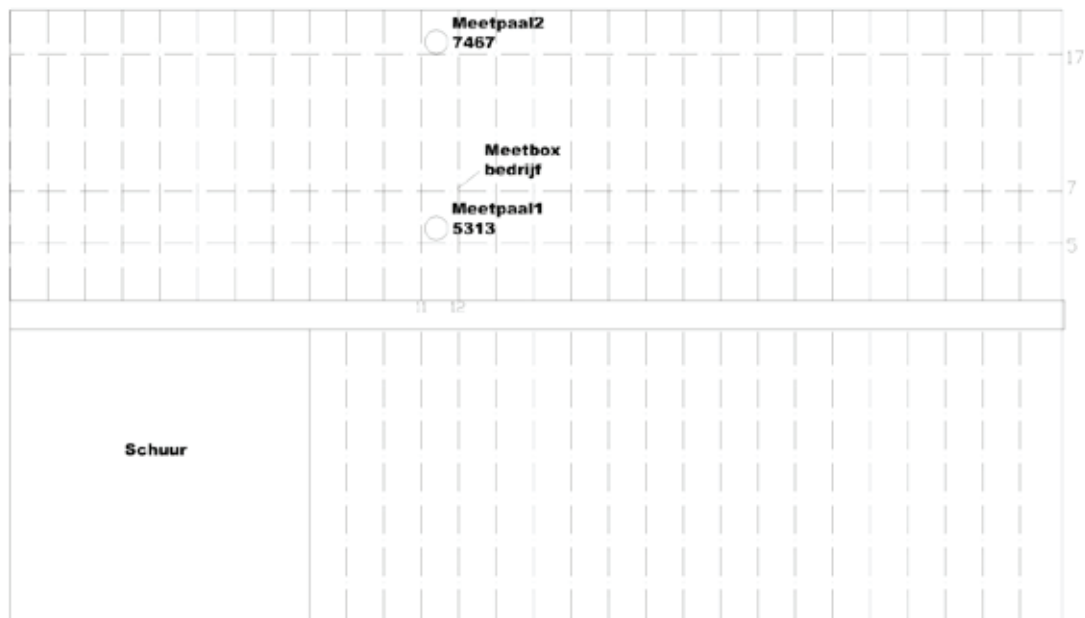 Meetpaal2
7467
17
Meetbox
bedrijf
7
Meetpaal1
5313
5
11 12
Schuur